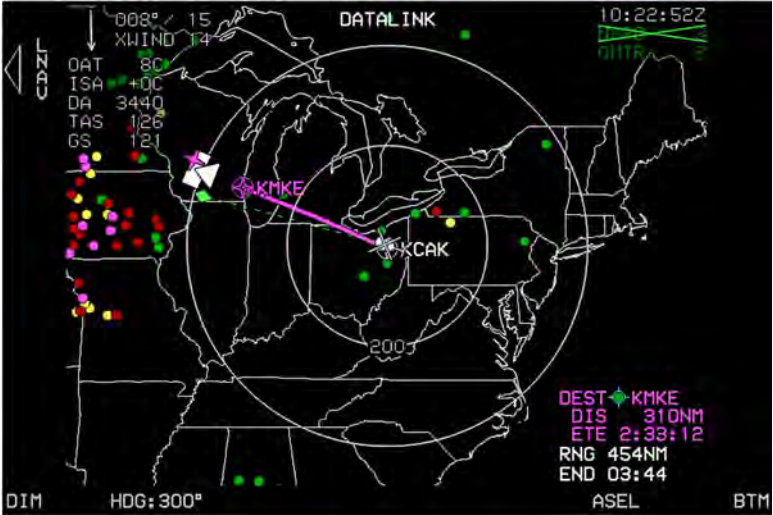 008°/ 15
XWIND 14
DATALINK
10:22:52Z
LNAV
OAT 8C
ISA +0C
DA 3440
TAS 126
GS 121
KMKE
KCAK
200
DEST KMKE
DIS 310NM
ETE 2:33:12
RNG 454NM
END 03:44
DIM
HDG:300°
ASEL
BTM